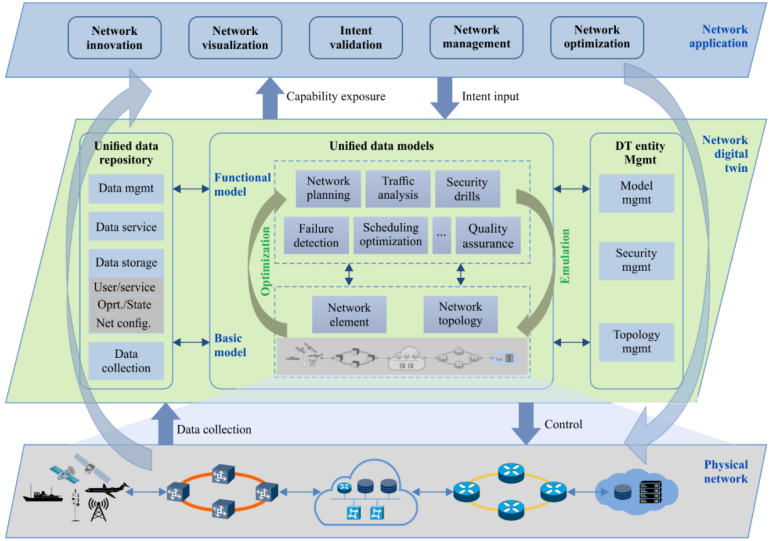 Network
innovation
Network
visualization
Intent
validation
Network
management
Network
optimization
Network
application
Capability exposure
Intent input
Unified data
repository
Data mgmt
Data service
Data storage
User/service
Oprt./State
Net config.
Data
collection
Unified data models
Functional
model
Basic
model
Network
planning
Traffic
analysis
Security
drills
Failure
detection
Scheduling
optimization
...
Quality
assurance
Optimization
Emulation
Network
element
Network
topology
DT entity
Mgmt
Model
mgmt
Security
mgmt
Topology
mgmt
Network
digital
twin
Data collection
Control
Physical
network